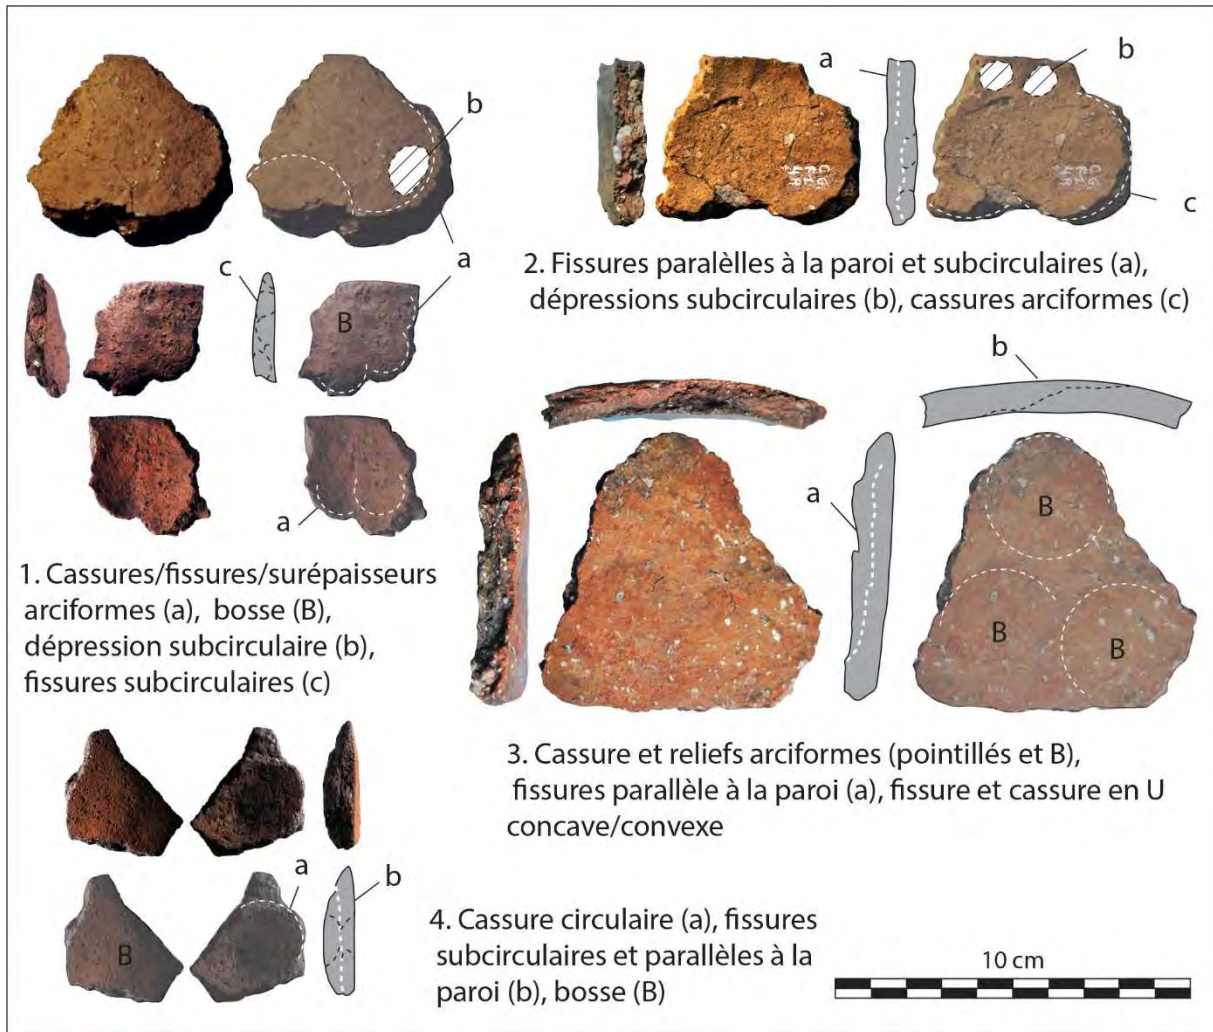 b
a
B
c
a
1. Cassures/fissures/surépaisseurs
arciformes (a), bosse (B),
dépression subcirculaire (b),
fissures subcirculaires (c)
a
b
c
2. Fissures paralèlles à la paroi et subcirculaires (a),
dépressions subcirculaires (b), cassures arciformes (c)
b
a
B
B
B
3. Cassure et reliefs arciformes (pointillés et B),
fissures parallèle à la paroi (a), fissure et cassure en U
concave/convexe
a
b
B
4. Cassure circulaire (a), fissures
subcirculaires et parallèles à la
paroi (b), bosse (B)
10 cm